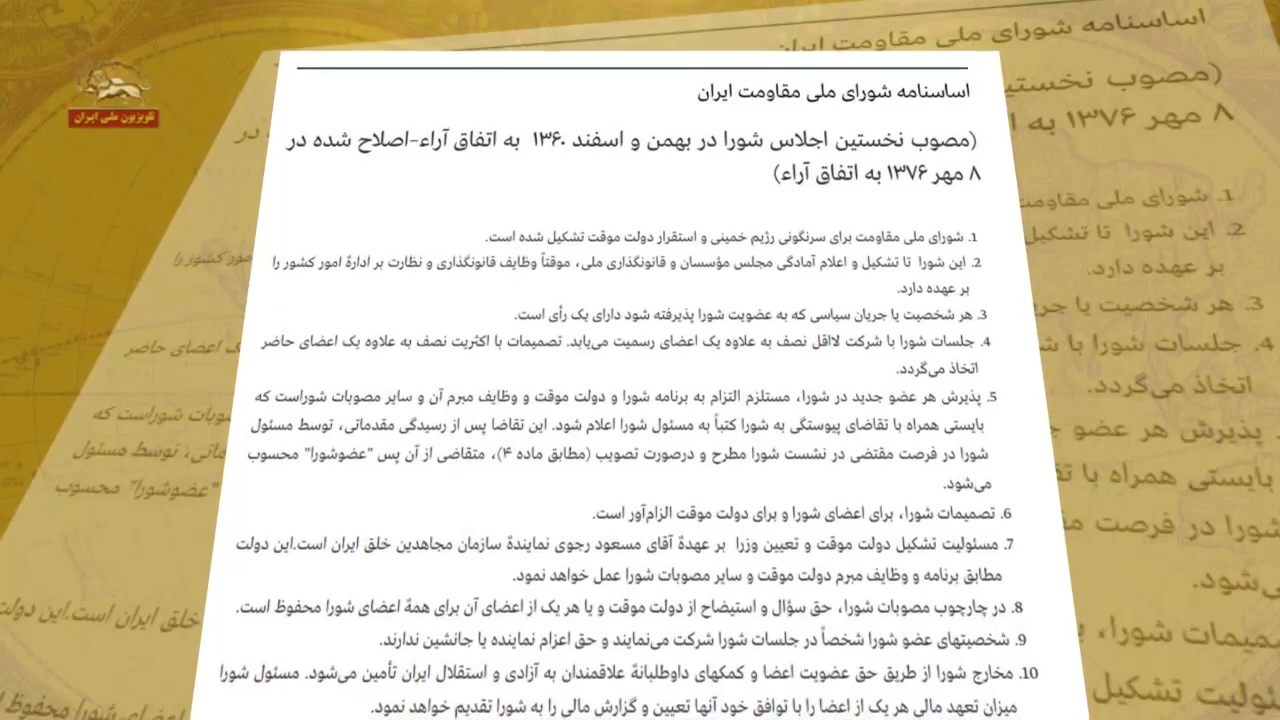 اساسنامه شورای ملی مقاومت ایران
(مصوب نخستین اجلاس شورا در بهمن و اسفند ۱۳۶۰ به اتفاق آراء-اصلاح شده در
۸ مهر ۱۳۷۶ به اتفاق آراء)
1. شورای ملی مقاومت برای سرنگونی رژیم خمینی و استقرار دولت موقت تشکیل شده است.
2. این شورا تا تشکیل و اعلام آمادگی مجلس مؤسسان و قانونگذاری ملی، موقتاً وظایف قانونگذاری و نظارت بر ادارهٔ امور کشور را
بر عهده دارد.
3. هر شخصیت یا جریان سیاسی که به عضویت شورا پذیرفته شود دارای یک رأی است.
4. جلسات شورا با شرکت لااقل نصف به علاوه یک اعضای رسمیت می‌یابد. تصمیمات با اکثریت نصف به علاوه یک اعضای حاضر
اتخاذ می‌گردد.
5. پذیرش هر عضو جدید در شورا، مستلزم التزام به برنامه شورا و دولت موقت و وظایف مبرم آن و سایر مصوبات شوراست که
بایستی همراه با تقاضای پیوستگی به شورا کتباً به مسئول شورا اعلام شود. این تقاضا پس از رسیدگی مقدماتی، توسط مسئول
شورا در فرصت مقتضی در نشست شورا مطرح و درصورت تصویب (مطابق ماده ۴)، متقاضی از آن پس "عضوشورا" محسوب
می‌شود.
6. تصمیمات شورا، برای اعضای شورا و برای دولت موقت الزام‌آور است.
7. مسئولیت تشکیل دولت موقت و تعیین وزرا بر عهدهٔ آقای مسعود رجوی نمایندهٔ سازمان مجاهدین خلق ایران است.این دولت
مطابق برنامه و وظایف مبرم دولت موقت و سایر مصوبات شورا عمل خواهد نمود.
8. در چارچوب مصوبات شورا، حق سؤال و استیضاح از دولت موقت و یا هر یک از اعضای آن برای همهٔ اعضای شورا محفوظ است.
9. شخصیتهای عضو شورا شخصاً در جلسات شورا شرکت می‌نمایند و حق اعزام نماینده یا جانشین ندارند.
10. مخارج شورا از طریق حق عضویت اعضا و کمکهای داوطلبانهٔ علاقمندان به آزادی و استقلال ایران تأمین می‌شود. مسئول شورا
میزان تعهد مالی هر یک از اعضا را با توافق خود آنها تعیین و گزارش مالی را به شورا تقدیم خواهد نمود.
تلویزیون ملی ایران